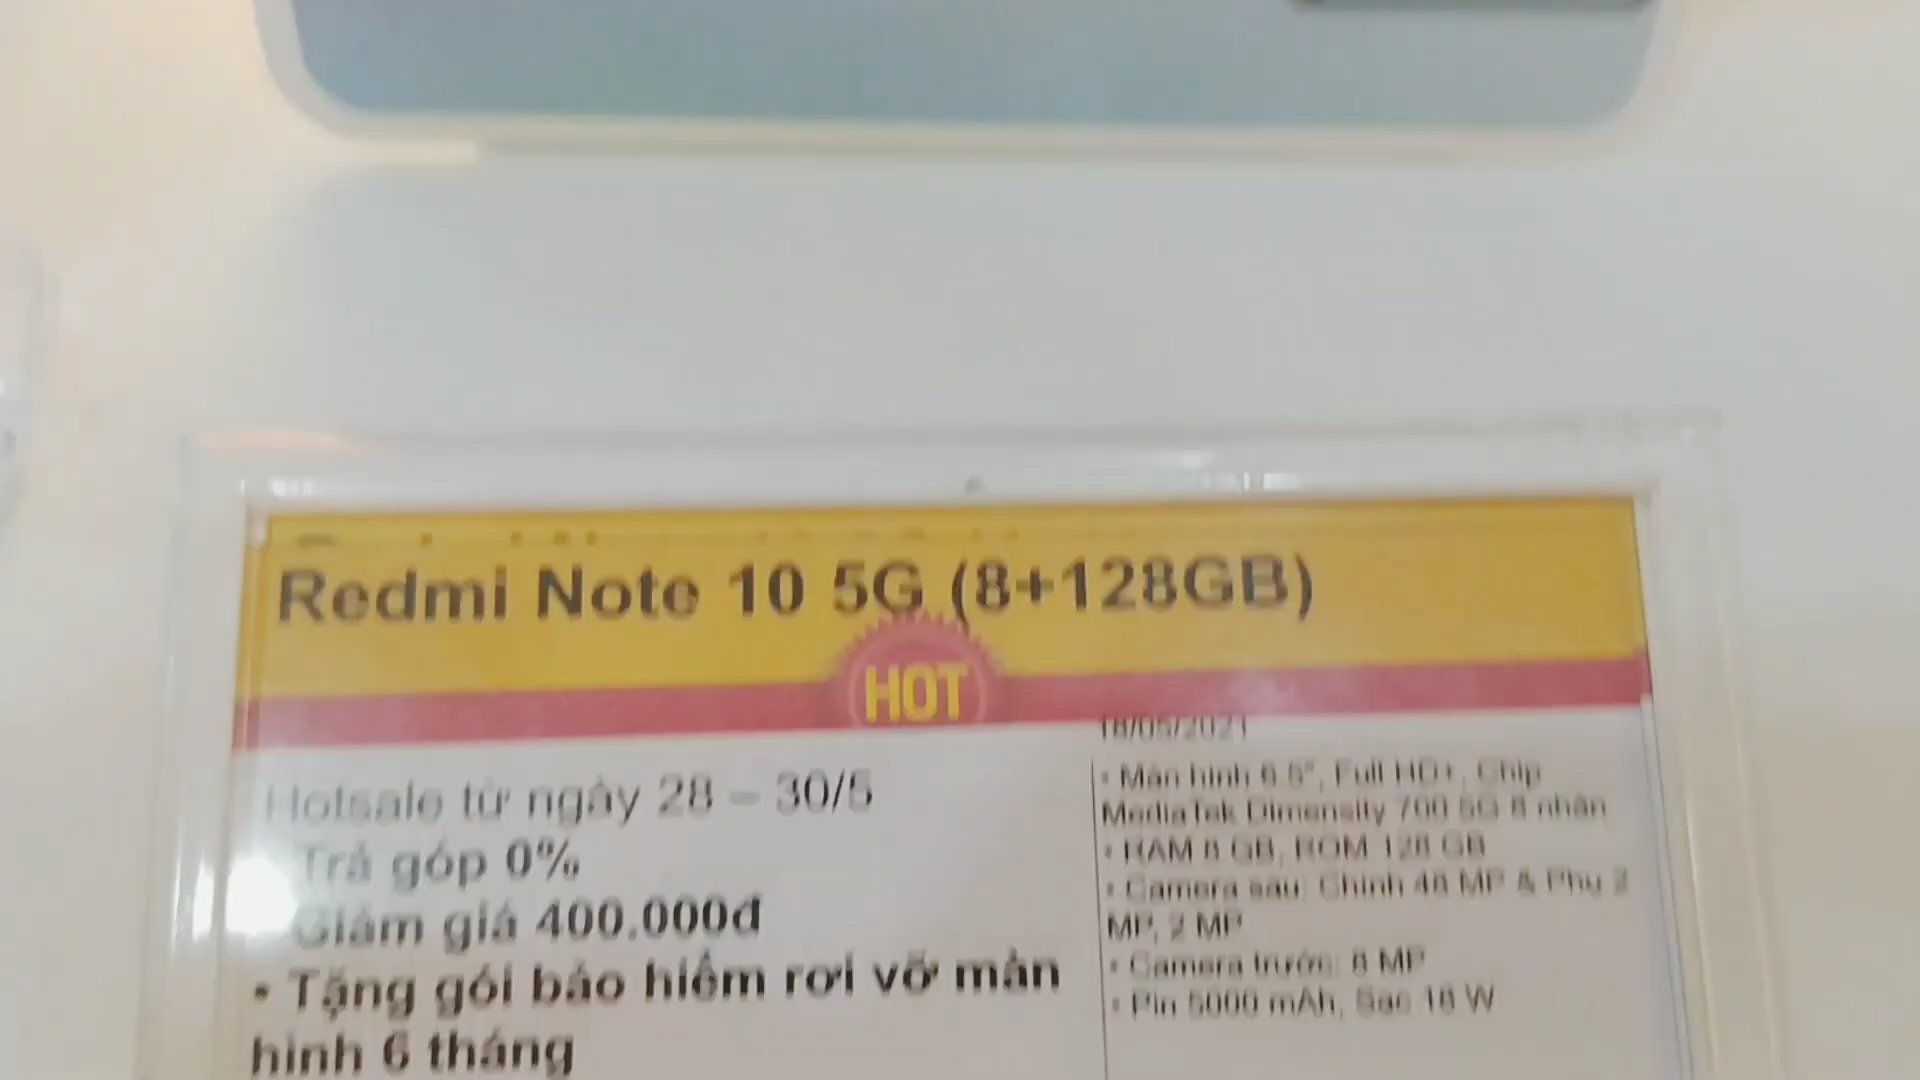 Redmi Note 10 5G (8+128GB)
HOT
Hotsale từ ngày 28 – 30/5
Trả góp 0%
Giảm giá 400.000đ
• Tặng gói bảo hiểm rơi vỡ màn
hình 6 tháng
18/05/2021
• Màn hình 6.5", Full HD+, Chip
MediaTek Dimensity 700 5G 8 nhân
• RAM 8 GB, ROM 128 GB
• Camera sau: Chính 48 MP & Phụ 2
MP, 2 MP
• Camera trước: 8 MP
• Pin 5000 mAh, Sạc 18 W